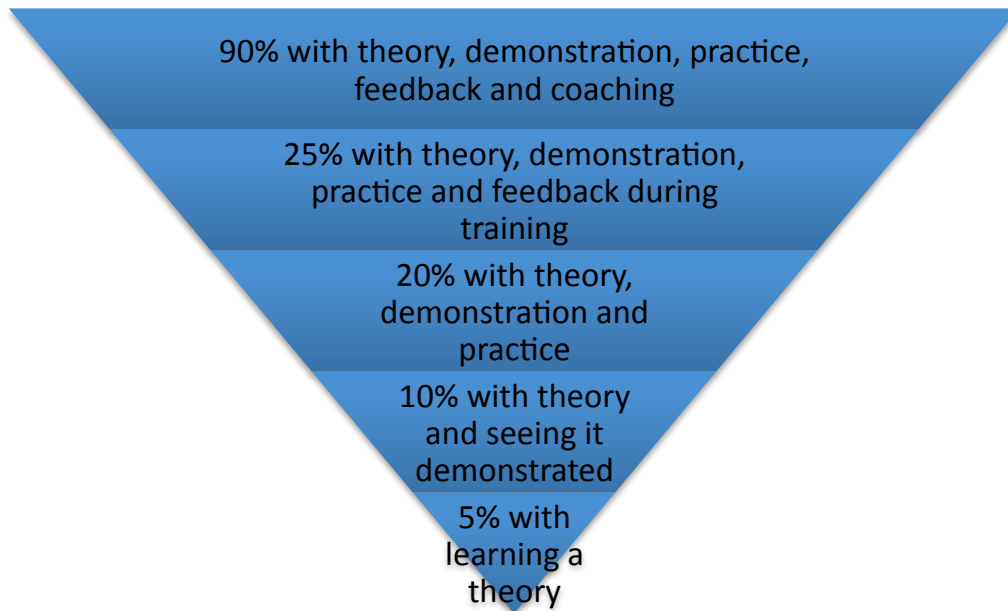 90% with theory, demonstration, practice,
feedback and coaching
25% with theory, demonstration,
practice and feedback during
training
20% with theory,
demonstration and
practice
10% with theory
and seeing it
demonstrated
5% with
learning a
theory